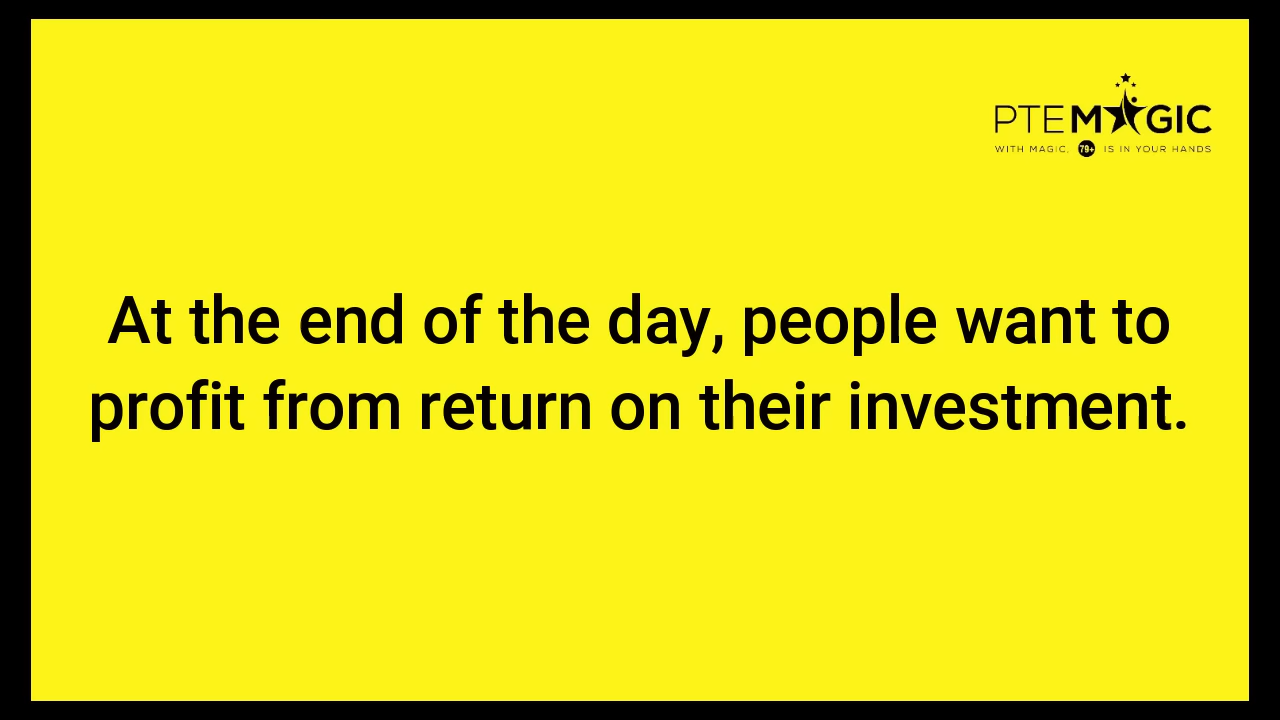 PTEMAGIC
WITH MAGIC, 79+ IS IN YOUR HANDS
At the end of the day, people want to
profit from return on their investment.